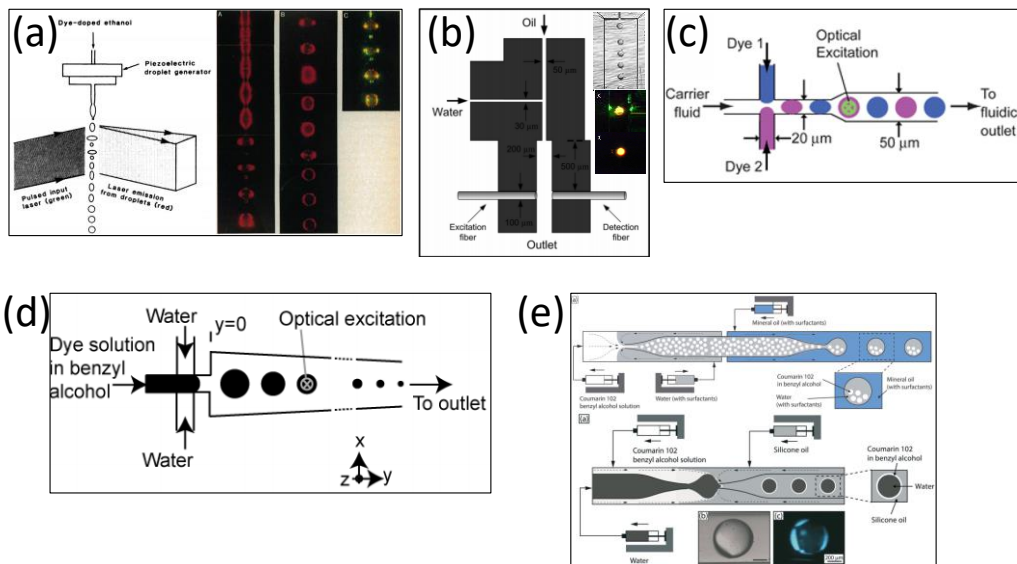 (a)
Dye-doped ethanol
Piezoelectric
droplet generator
Pulsed input
laser (green)
Laser emission
from droplets (red)
A
B
C
(b)
Oil
50 μm
Water
30 μm
200 μm
500 μm
100 μm
Excitation
fiber
Detection
fiber
Outlet
(c)
Dye 1
Optical
Excitation
Carrier
fluid
To
fluidic
outlet
20 μm
50 μm
Dye 2
(d)
Water
y=0
Optical excitation
Dye solution
in benzyl
alcohol
To outlet
Water
x
z
y
(e)
(a)
Mineral oil (with surfactants)
Coumarin 102
benzyl alcohol solution
Water (with surfactants)
Coumarin 102
in benzyl alcohol
Water
(with surfactants)
Mineral oil
(with surfactants)
(a)
Coumarin 102
benzyl alcohol solution
Silicone oil
Coumarin 102
in benzyl alcohol
Water
Silicone oil
Water
(b)
(c)
200 μm